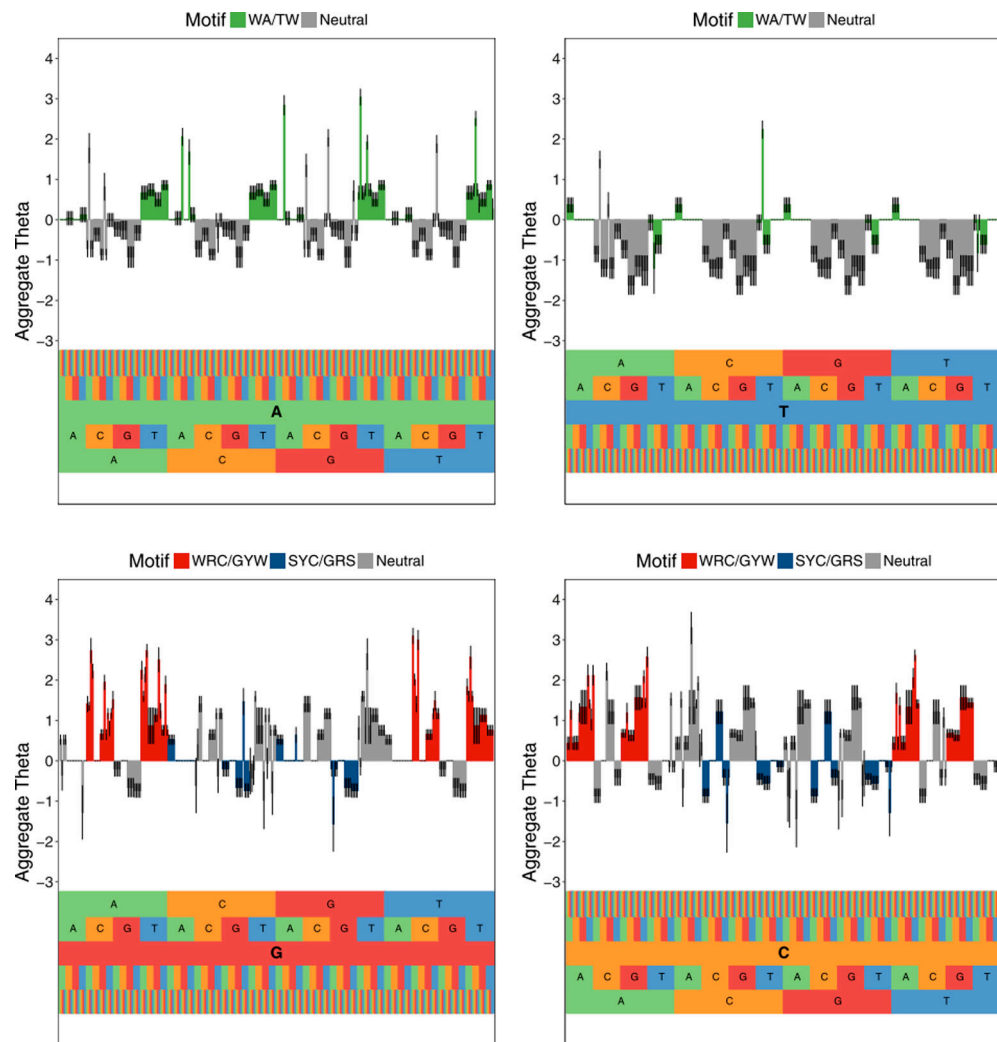 Motif WA/TW Neutral
Aggregate Theta
4
3
2
1
0
−1
−2
−3
A
A C G T A C G T A C G T A C G T
A C G T
Motif WA/TW Neutral
Aggregate Theta
4
3
2
1
0
−1
−2
−3
A C G T
A C G T A C G T A C G T A C G T
T
Motif WRC/GYW SYC/GRS Neutral
Aggregate Theta
4
3
2
1
0
−1
−2
−3
A C G T
A C G T A C G T A C G T A C G T
G
Motif WRC/GYW SYC/GRS Neutral
Aggregate Theta
4
3
2
1
0
−1
−2
−3
C
A C G T A C G T A C G T A C G T
A C G T